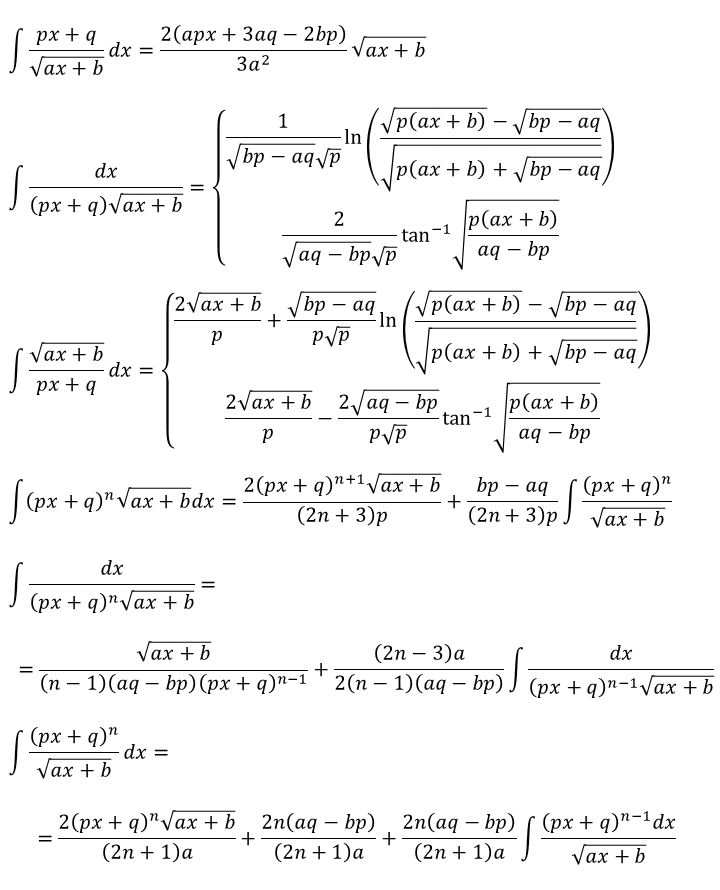 ∫ (px + q)/√(ax + b) dx = 2(apx + 3aq − 2bp)/(3a²) √(ax + b)
∫ dx/((px + q)√(ax + b)) = { 1/(√(bp − aq)√p) ln ( (√(p(ax + b)) − √(bp − aq)) / √(p(ax + b) + √(bp − aq)) )
2/(√(aq − bp)√p) tan⁻¹ √(p(ax + b)/(aq − bp))
∫ √(ax + b)/(px + q) dx = { 2√(ax + b)/p + √(bp − aq)/(p√p) ln ( (√(p(ax + b)) − √(bp − aq)) / √(p(ax + b) + √(bp − aq)) )
2√(ax + b)/p − 2√(aq − bp)/(p√p) tan⁻¹ √(p(ax + b)/(aq − bp))
∫ (px + q)ⁿ√(ax + b)dx = 2(px + q)ⁿ⁺¹√(ax + b)/((2n + 3)p) + (bp − aq)/((2n + 3)p) ∫ (px + q)ⁿ/√(ax + b)
∫ dx/((px + q)ⁿ√(ax + b)) =
= √(ax + b)/((n − 1)(aq − bp)(px + q)ⁿ⁻¹) + (2n − 3)a/(2(n − 1)(aq − bp)) ∫ dx/((px + q)ⁿ⁻¹√(ax + b))
∫ (px + q)ⁿ/√(ax + b) dx =
= 2(px + q)ⁿ√(ax + b)/((2n + 1)a) + 2n(aq − bp)/((2n + 1)a) + 2n(aq − bp)/((2n + 1)a) ∫ (px + q)ⁿ⁻¹dx/√(ax + b)